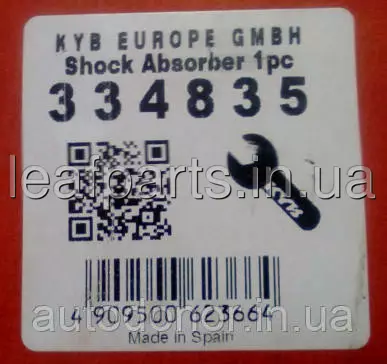 KYB EUROPE GMBH
Shock Absorber 1pc
334835
leafparts.in.ua
KYB
4 909500 623664
autodonor.in.ua
Made in Spain